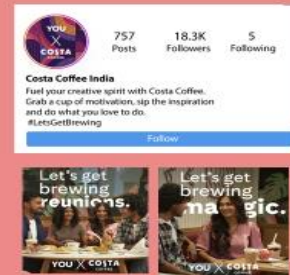 YOU
X
COSTA
757 18.3K 5
Posts Followers Following
Costa Coffee India
Fuel your creative spirit with Costa Coffee.
Grab a cup of motivation, sip the inspiration
and do what you love to do.
#LetsGetBrewing
Follow
Let's get
brewing
reunions.
YOU X COSTA
Let's get
brewing
magic.
YOU X COSTA